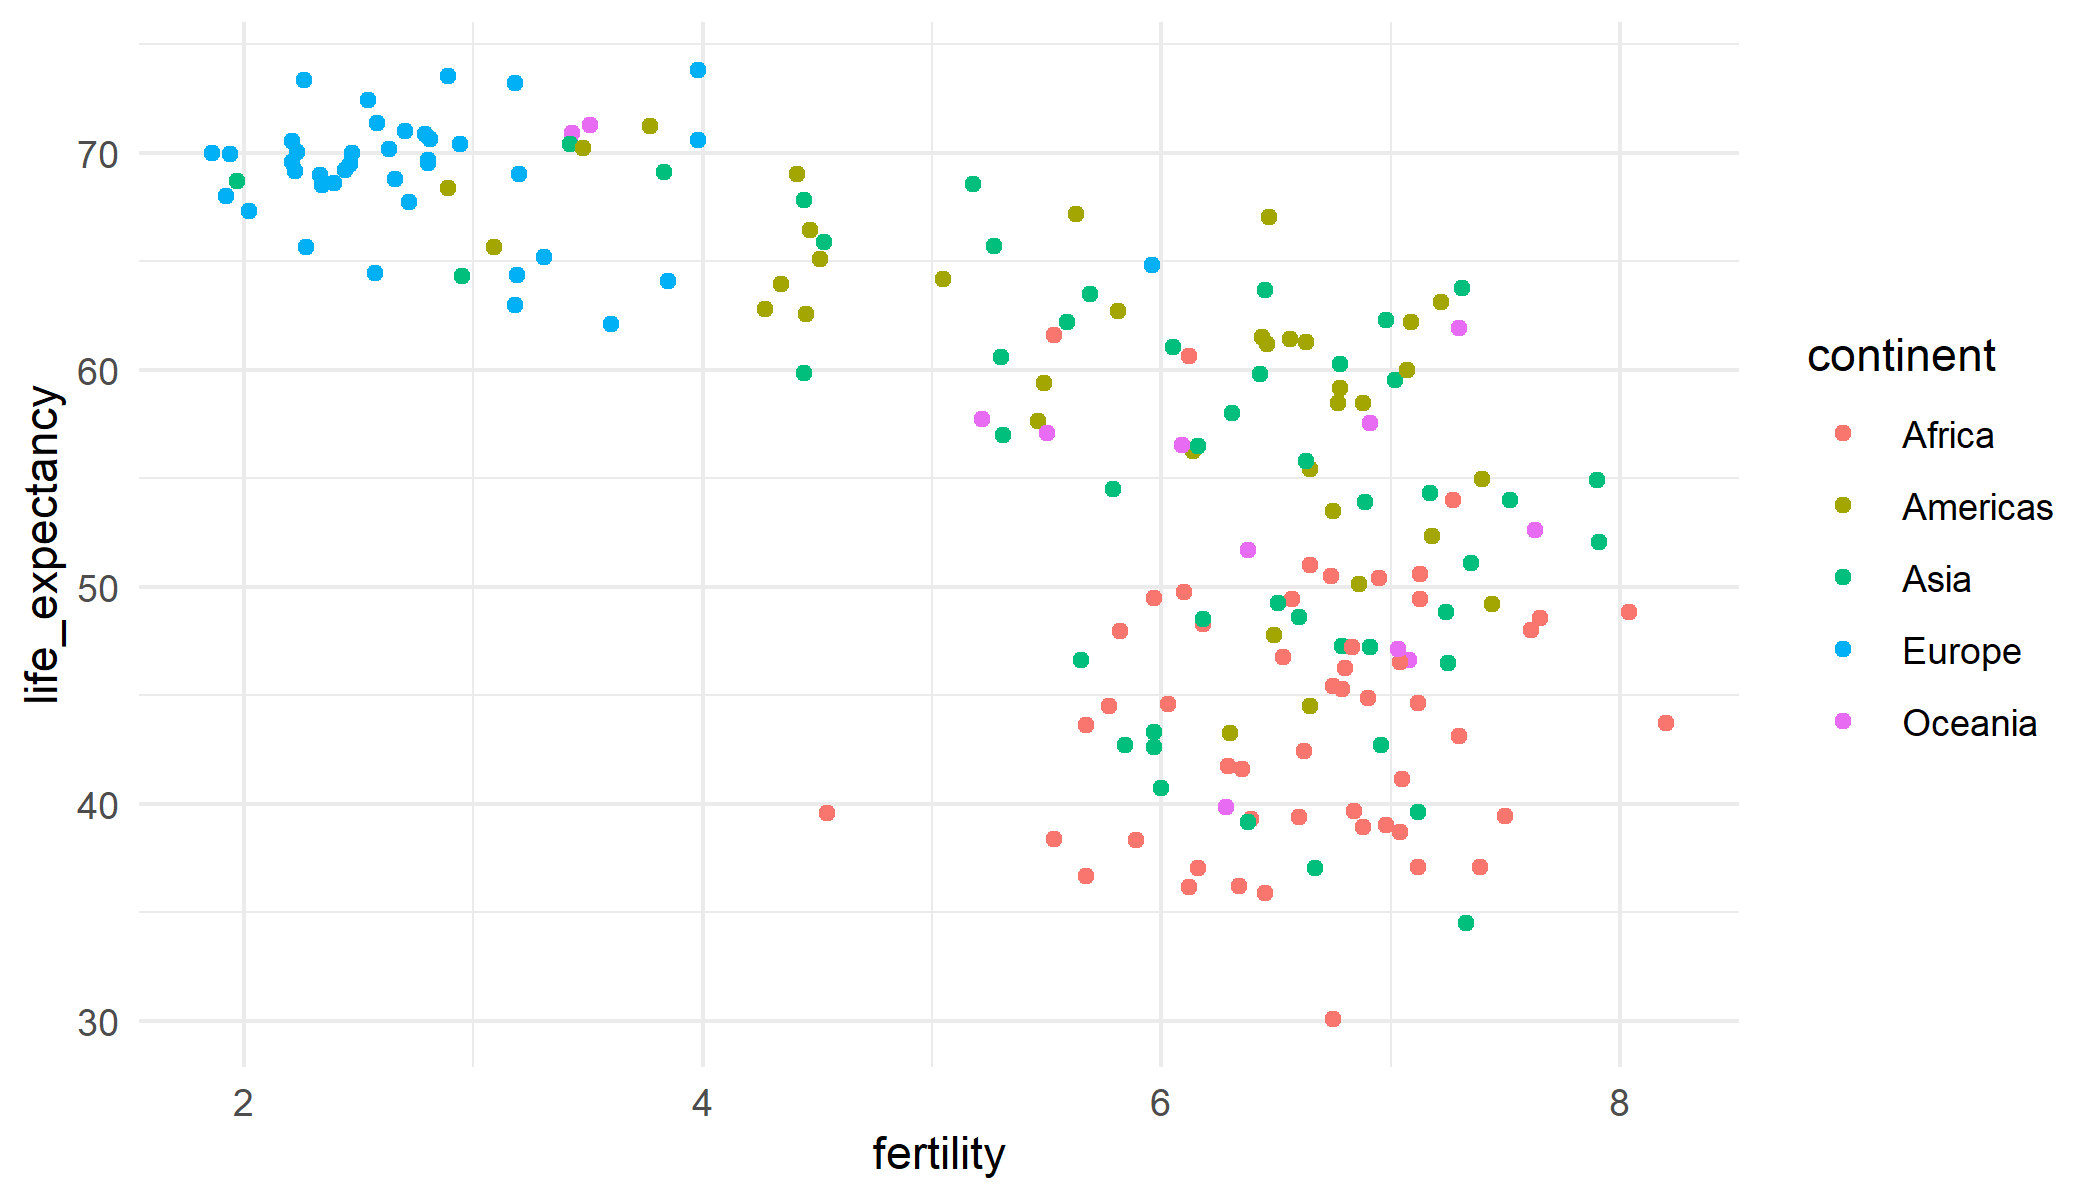 70
60
50
40
30
life_expectancy
2 4 6 8
fertility
continent
Africa
Americas
Asia
Europe
Oceania